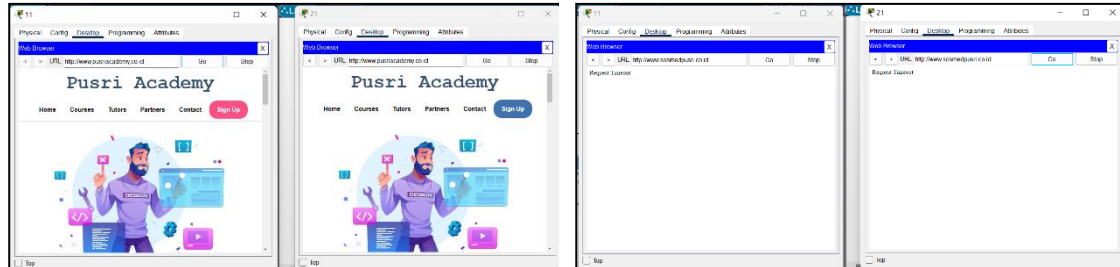 11
Physical Config Desktop Programming Attributes
Web Browser X
< > URL http://www.pusriacademy.co.id Go Stop
Pusri Academy
Home Courses Tutors Partners Contact Sign Up
Top
21
Physical Config Desktop Programming Attributes
Web Browser X
< > URL http://www.pusriacademy.co.id Go Stop
Pusri Academy
Home Courses Tutors Partners Contact Sign Up
Top
11
Physical Config Desktop Programming Attributes
Web Browser X
< > URL http://www.sosmedpusri.co.id Go Stop
Request Timeout
Top
21
Physical Config Desktop Programming Attributes
Web Browser X
< > URL http://www.sosmedpusri.co.id Go Stop
Request Timeout
Top